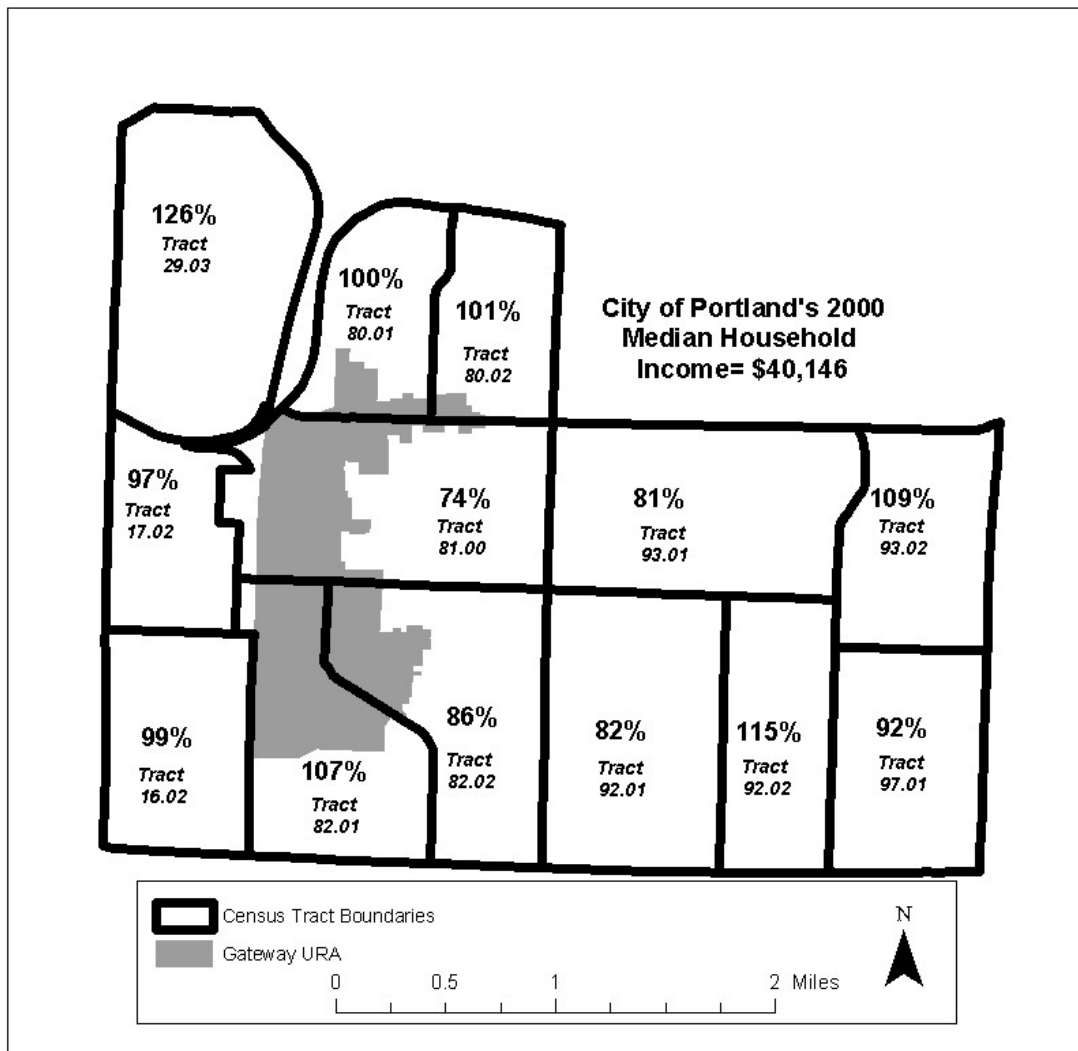 126%
Tract
29.03
100%
Tract
80.01
101%
Tract
80.02
City of Portland's 2000
Median Household
Income= $40,146
97%
Tract
17.02
74%
Tract
81.00
81%
Tract
93.01
109%
Tract
93.02
99%
Tract
16.02
107%
Tract
82.01
86%
Tract
82.02
82%
Tract
92.01
115%
Tract
92.02
92%
Tract
97.01
Census Tract Boundaries
Gateway URA
0 0.5 1 2 Miles
N